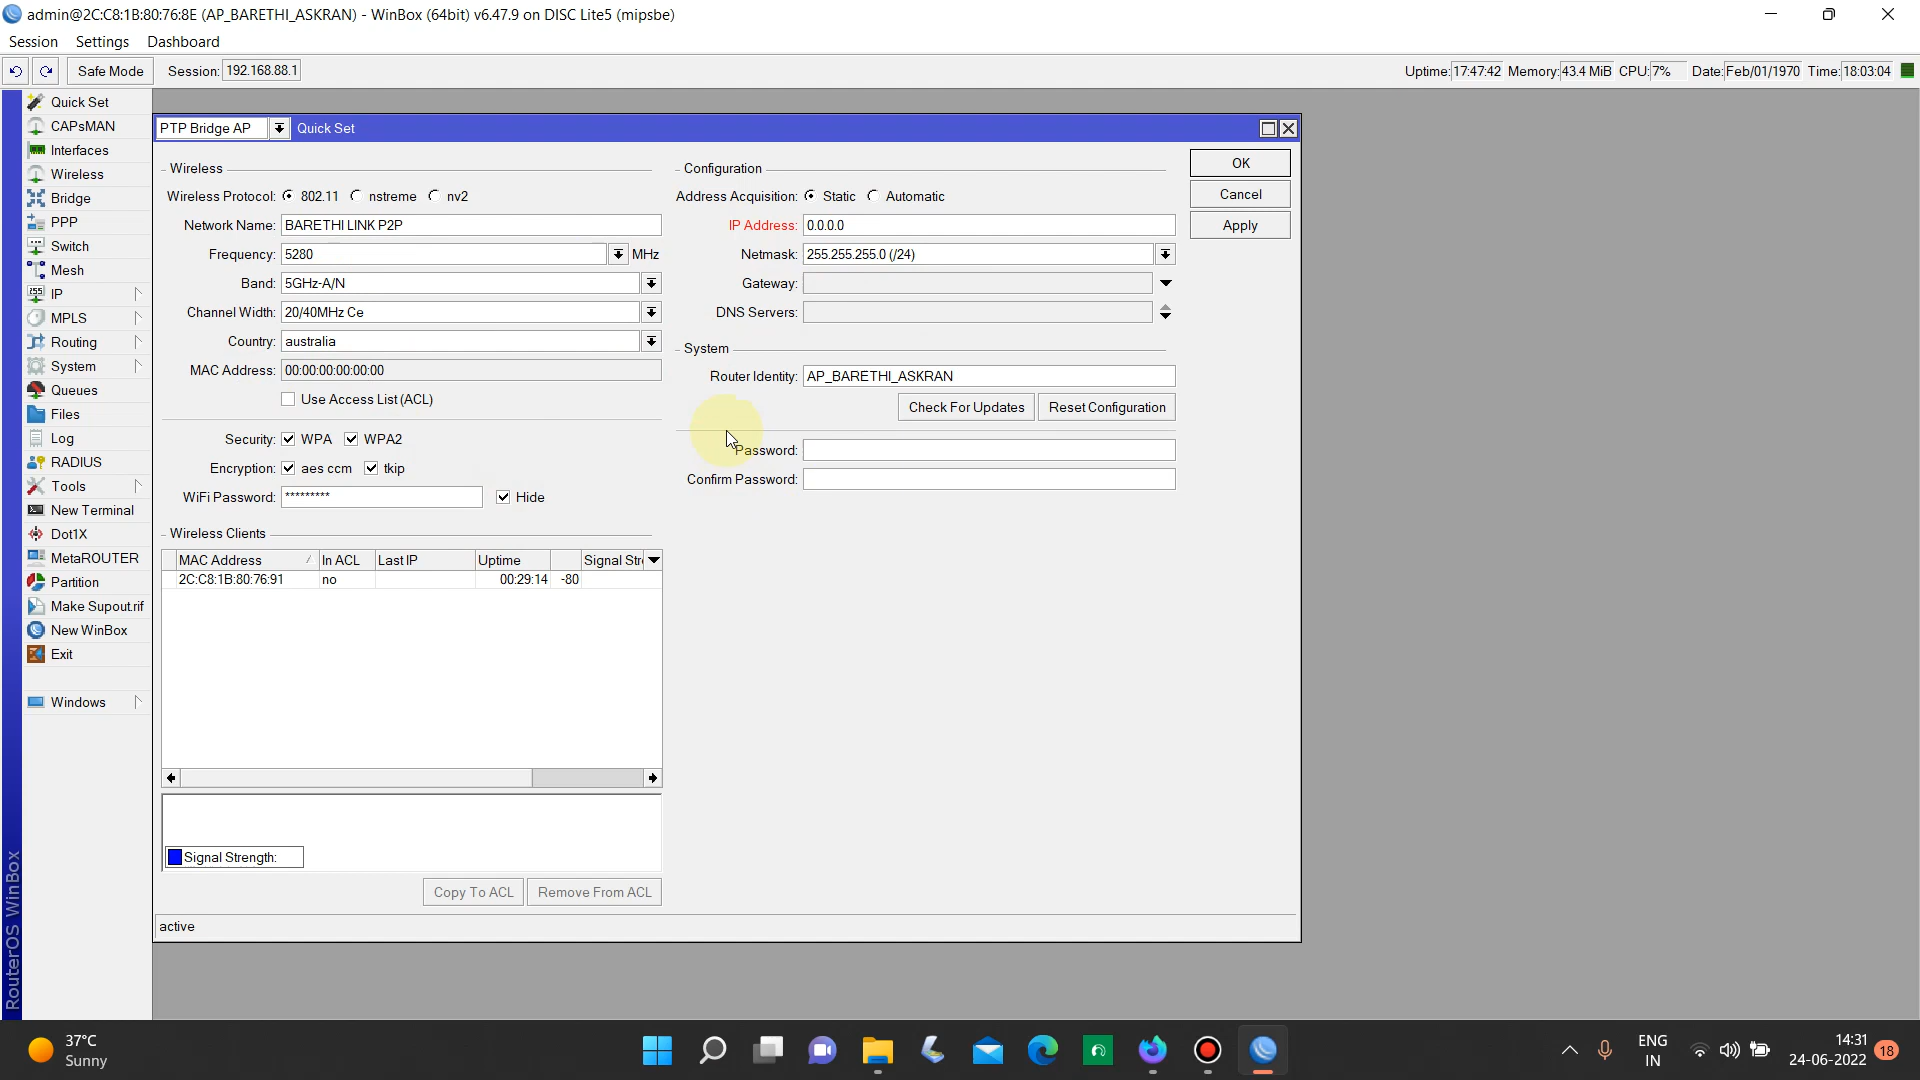 admin@2C:C8:1B:80:76:8E (AP_BARETHI_ASKRAN) - WinBox (64bit) v6.47.9 on DISC Lite5 (mipsbe)
Session Settings Dashboard
Safe Mode Session: 192.168.88.1 Uptime: 17:47:42 Memory: 43.4 MiB CPU: 7% Date: Feb/01/1970 Time: 18:03:04
Quick Set
CAPsMAN
Interfaces
Wireless
Bridge
PPP
Switch
Mesh
IP
MPLS
Routing
System
Queues
Files
Log
RADIUS
Tools
New Terminal
Dot1X
MetaROUTER
Partition
Make Supout.rif
New WinBox
Exit
Windows
RouterOS WinBox
PTP Bridge AP Quick Set
Wireless
Wireless Protocol: 802.11 nstreme nv2
Network Name: BARETHI LINK P2P
Frequency: 5280 MHz
Band: 5GHz-A/N
Channel Width: 20/40MHz Ce
Country: australia
MAC Address: 00:00:00:00:00:00
Use Access List (ACL)
Security: WPA WPA2
Encryption: aes ccm tkip
WiFi Password: ********* Hide
Wireless Clients
MAC Address In ACL Last IP Uptime Signal Stre
2C:C8:1B:80:76:91 no 00:29:14 -80
Signal Strength:
Copy To ACL Remove From ACL
active
Configuration
Address Acquisition: Static Automatic
IP Address: 0.0.0.0
Netmask: 255.255.255.0 (/24)
Gateway:
DNS Servers:
System
Router Identity: AP_BARETHI_ASKRAN
Check For Updates Reset Configuration
Password:
Confirm Password:
OK
Cancel
Apply
37°C
Sunny
ENG
IN
14:31
24-06-2022
18